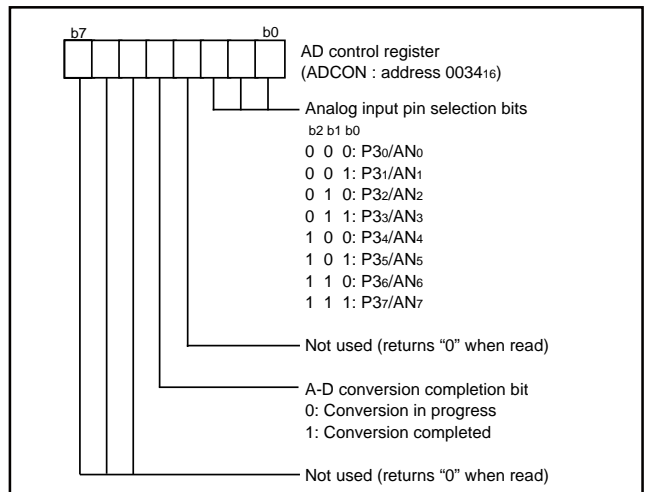 b7 b0
AD control register
(ADCON : address 0034₁₆)
Analog input pin selection bits
b2 b1 b0
0 0 0: P3₀/AN₀
0 0 1: P3₁/AN₁
0 1 0: P3₂/AN₂
0 1 1: P3₃/AN₃
1 0 0: P3₄/AN₄
1 0 1: P3₅/AN₅
1 1 0: P3₆/AN₆
1 1 1: P3₇/AN₇
Not used (returns “0” when read)
A-D conversion completion bit
0: Conversion in progress
1: Conversion completed
Not used (returns “0” when read)